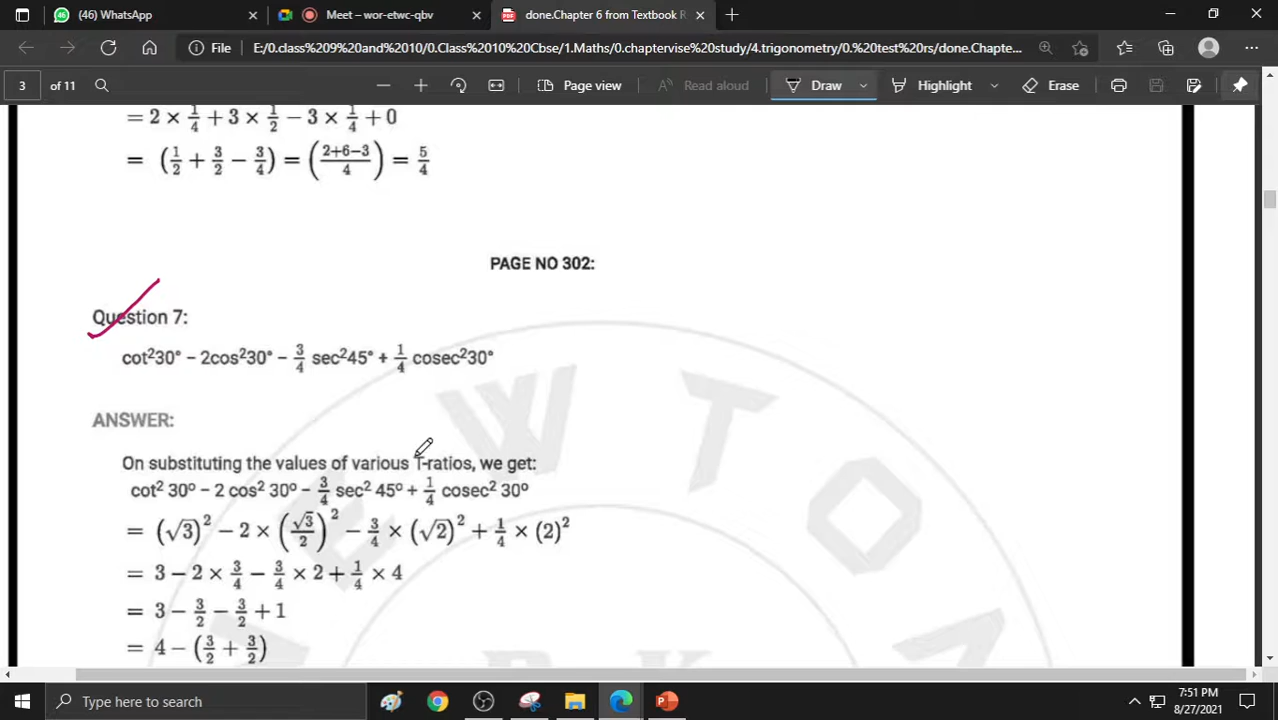 (46) WhatsApp
Meet – wor-etwc-qbv
done.Chapter 6 from Textbook R
File
E:/0.class%209%20and%2010/0.Class%2010%20Cbse/1.Maths/0.chaptervise%20study/4.trigonometry/0.%20test%20rs/done.Chapte...
3 of 11
Page view
Read aloud
Draw
Highlight
Erase
= 2 × 1/4 + 3 × 1/2 − 3 × 1/4 + 0
= (1/2 + 3/2 − 3/4) = ((2+6−3)/4) = 5/4
PAGE NO 302:
Question 7:
cot²30° − 2cos²30° − 3/4 sec²45° + 1/4 cosec²30°
ANSWER:
On substituting the values of various T-ratios, we get:
cot² 30° − 2 cos² 30° − 3/4 sec² 45° + 1/4 cosec² 30°
= (√3)² − 2 × (√3/2)² − 3/4 × (√2)² + 1/4 × (2)²
= 3 − 2 × 3/4 − 3/4 × 2 + 1/4 × 4
= 3 − 3/2 − 3/2 + 1
= 4 − (3/2 + 3/2)
NEWTON
Type here to search
7:51 PM
8/27/2021